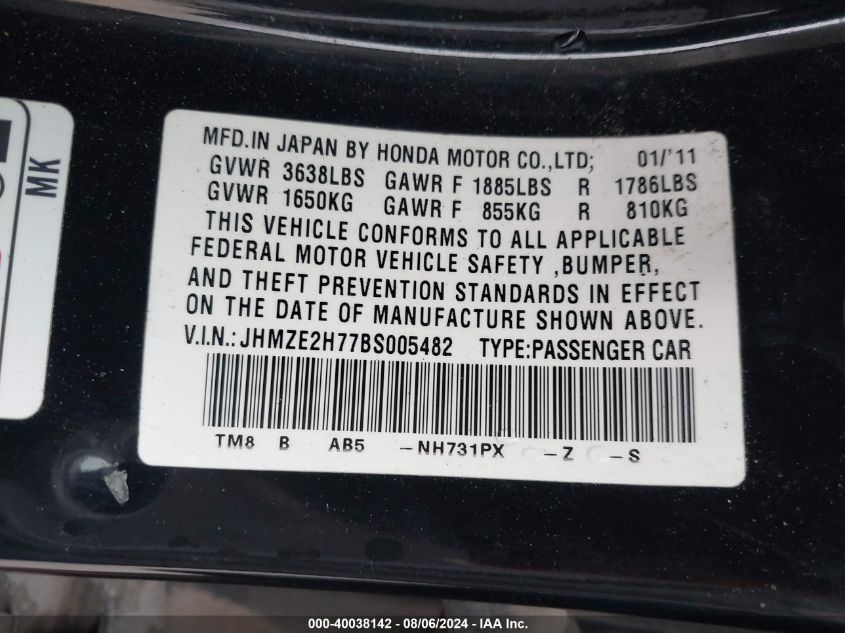 MK
MFD.IN JAPAN BY HONDA MOTOR CO.,LTD; 01/'11
GVWR 3638LBS GAWR F 1885LBS R 1786LBS
GVWR 1650KG GAWR F 855KG R 810KG
THIS VEHICLE CONFORMS TO ALL APPLICABLE
FEDERAL MOTOR VEHICLE SAFETY ,BUMPER,
AND THEFT PREVENTION STANDARDS IN EFFECT
ON THE DATE OF MANUFACTURE SHOWN ABOVE.
V.I.N.: JHMZE2H77BS005482 TYPE:PASSENGER CAR
TM8 B AB5 -NH731PX -Z -S
000-40038142 - 08/06/2024 - IAA Inc.